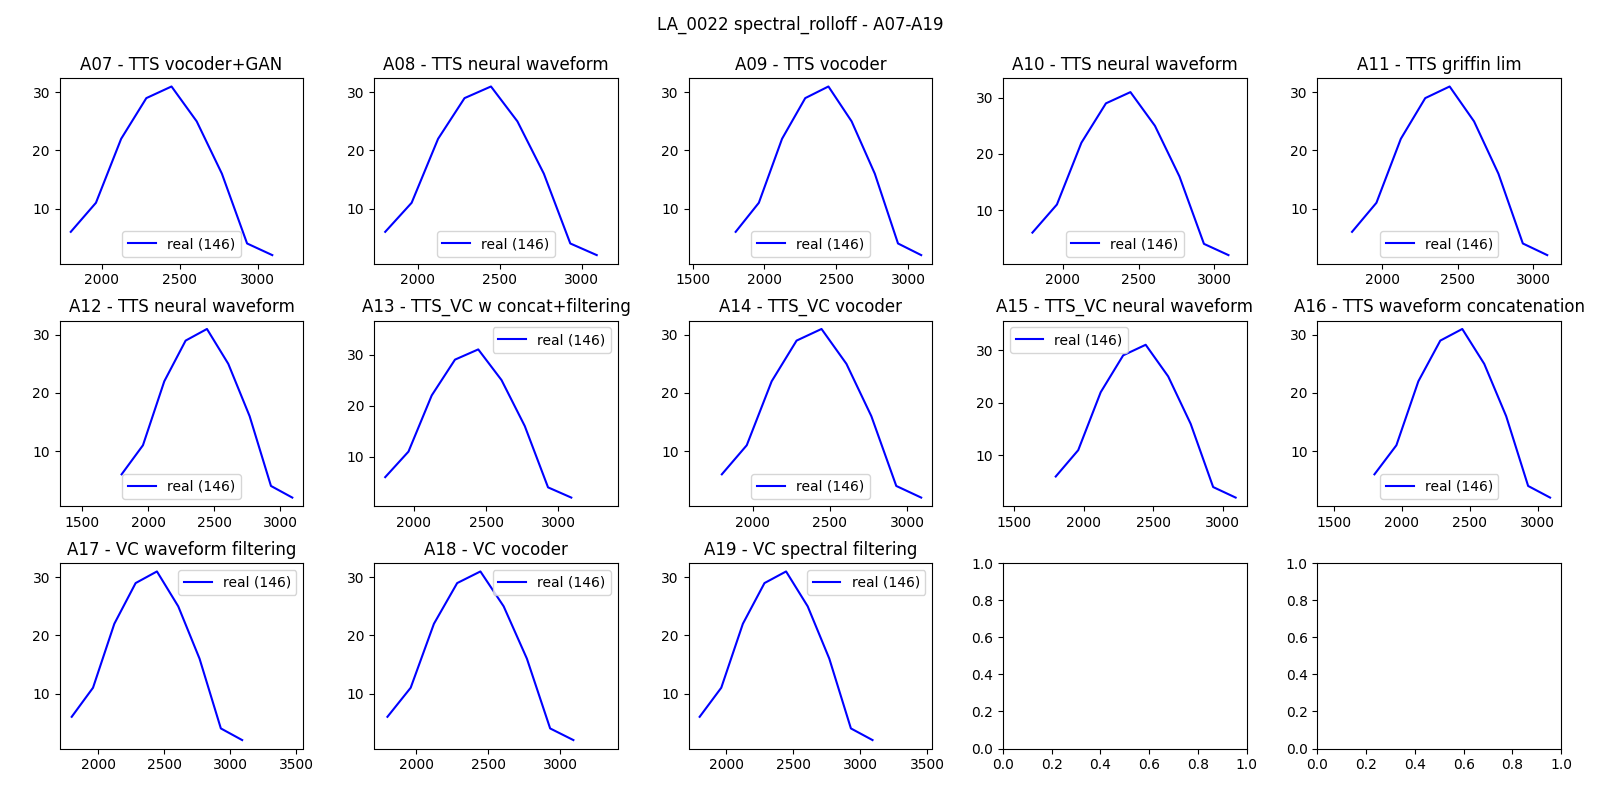 LA_0022 spectral_rolloff - A07-A19
A07 - TTS vocoder+GAN
30
20
10
real (146)
2000 2500 3000
A08 - TTS neural waveform
30
20
10
real (146)
2000 2500 3000
A09 - TTS vocoder
30
20
10
real (146)
1500 2000 2500 3000
A10 - TTS neural waveform
30
20
10
real (146)
2000 2500 3000
A11 - TTS griffin lim
30
20
10
real (146)
2000 2500 3000
A12 - TTS neural waveform
30
20
10
real (146)
1500 2000 2500 3000
A13 - TTS_VC w concat+filtering
real (146)
30
20
10
2000 2500 3000
A14 - TTS_VC vocoder
30
20
10
real (146)
2000 2500 3000
A15 - TTS_VC neural waveform
real (146)
30
20
10
1500 2000 2500 3000
A16 - TTS waveform concatenation
30
20
10
real (146)
1500 2000 2500 3000
A17 - VC waveform filtering
real (146)
30
20
10
2000 2500 3000 3500
A18 - VC vocoder
real (146)
30
20
10
2000 2500 3000
A19 - VC spectral filtering
real (146)
30
20
10
2000 2500 3000 3500
1.0
0.8
0.6
0.4
0.2
0.0
0.0 0.2 0.4 0.6 0.8 1.0
1.0
0.8
0.6
0.4
0.2
0.0
0.0 0.2 0.4 0.6 0.8 1.0